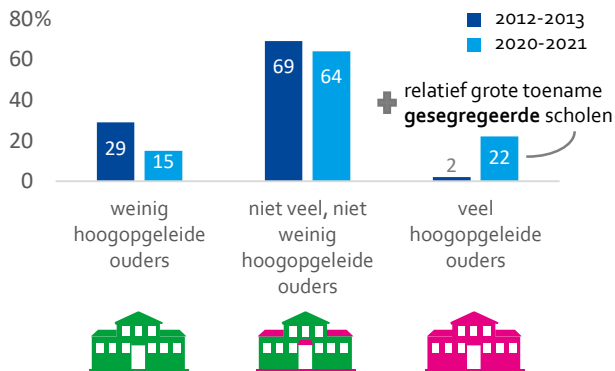 80%
60
40
20
0
2012-2013
2020-2021
29
15
69
64
2
22
relatief grote toename
gesegregeerde scholen
weinig
hoogopgeleide
ouders
niet veel, niet
weinig
hoogopgeleide
ouders
veel
hoogopgeleide
ouders